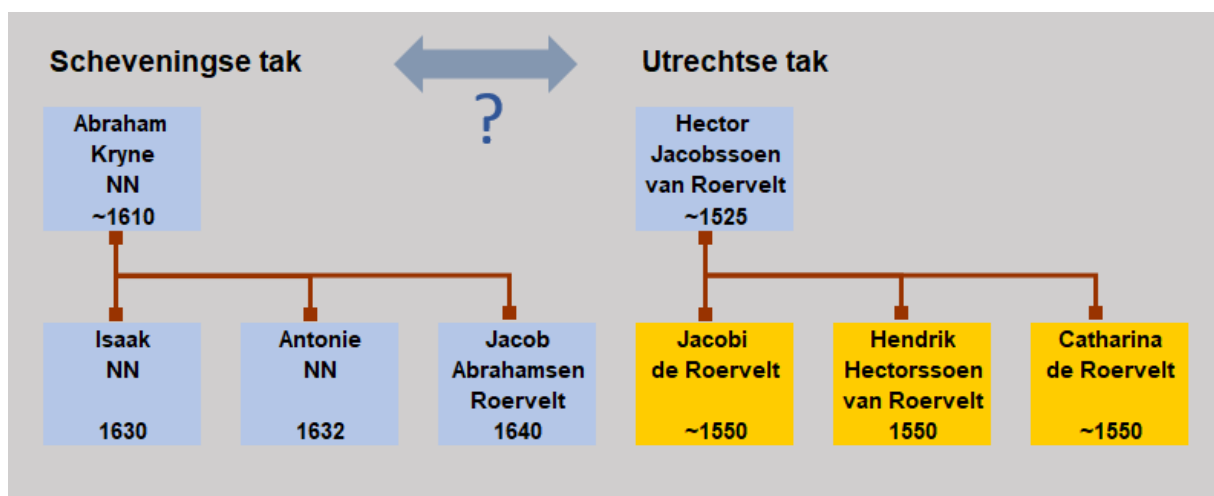 Scheveningse tak
?
Utrechtse tak
Abraham
Kryne
NN
~1610
Hector
Jacobssoen
van Roervelt
~1525
Isaak
NN
1630
Antonie
NN
1632
Jacob
Abrahamsen
Roervelt
1640
Jacobi
de Roervelt
~1550
Hendrik
Hectorssoen
van Roervelt
1550
Catharina
de Roervelt
~1550